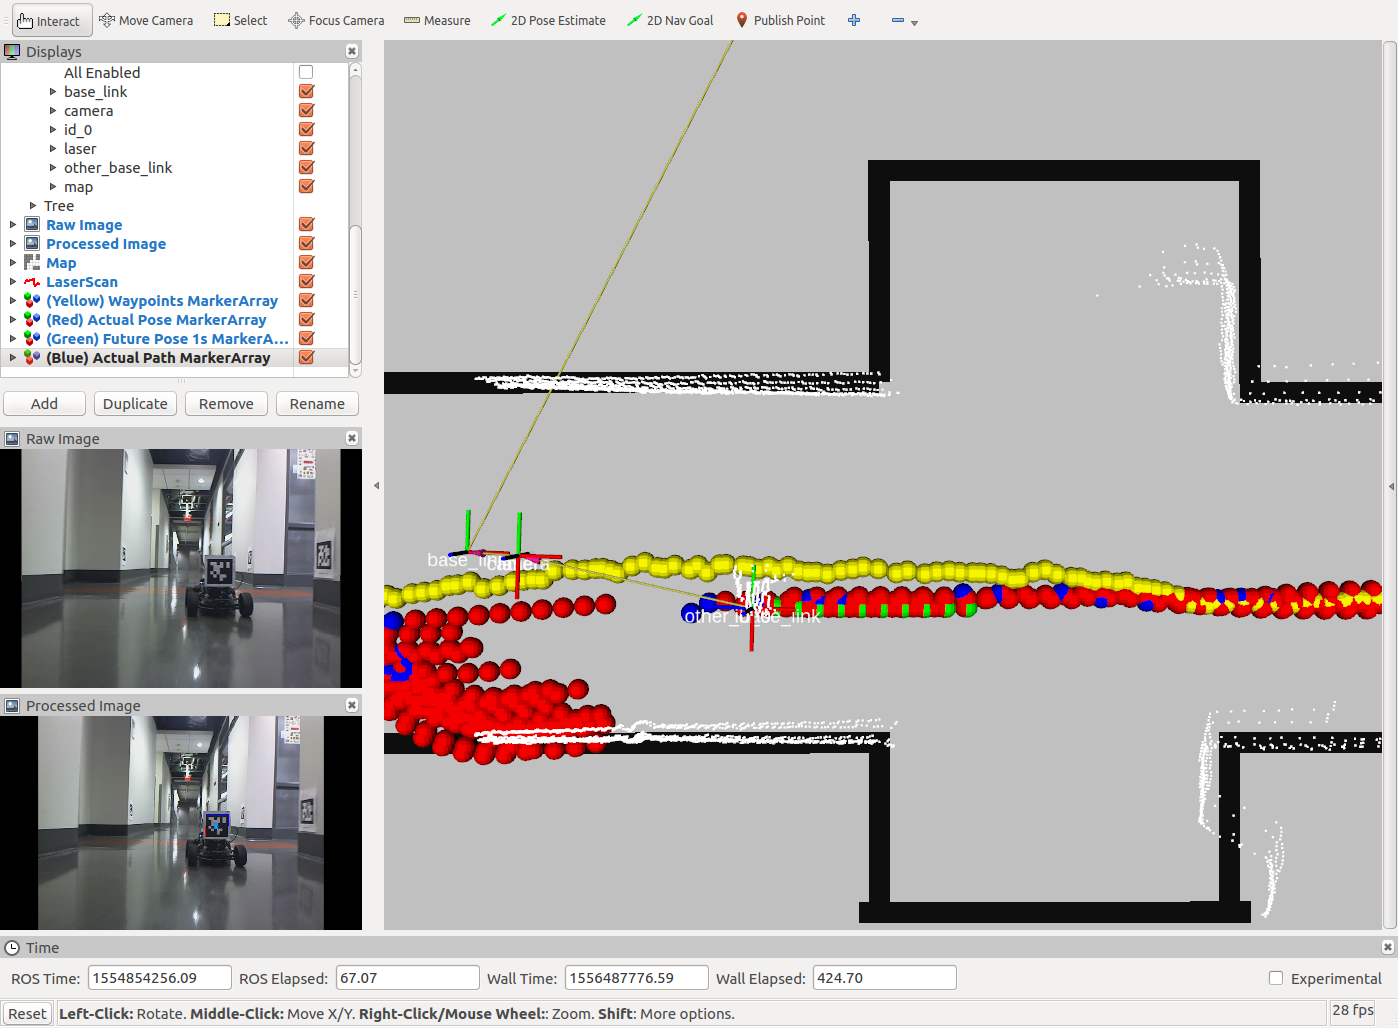 Interact Move Camera Select Focus Camera Measure 2D Pose Estimate 2D Nav Goal Publish Point
Displays
All Enabled
base_link
camera
id_0
laser
other_base_link
map
Tree
Raw Image
Processed Image
Map
LaserScan
(Yellow) Waypoints MarkerArray
(Red) Actual Pose MarkerArray
(Green) Future Pose 1s MarkerA...
(Blue) Actual Path MarkerArray
Add Duplicate Remove Rename
Raw Image
Processed Image
Time
ROS Time: 1554854256.09 ROS Elapsed: 67.07 Wall Time: 1556487776.59 Wall Elapsed: 424.70 Experimental
Reset Left-Click: Rotate. Middle-Click: Move X/Y. Right-Click/Mouse Wheel:: Zoom. Shift: More options. 28 fps